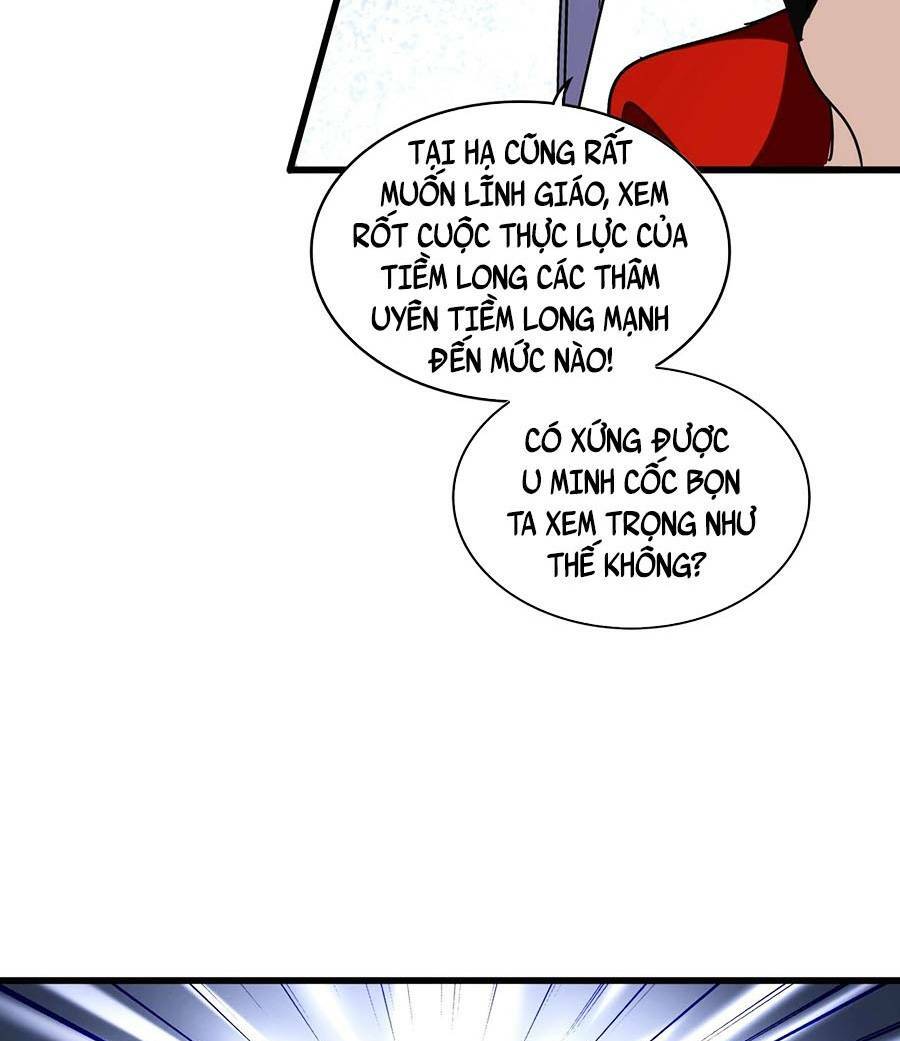 TẠI HẠ CŨNG RẤT
MUỐN LĨNH GIÁO, XEM
RỐT CUỘC THỰC LỰC CỦA
TIỀM LONG CÁC THÂM
UYÊN TIỀM LONG MẠNH
ĐẾN MỨC NÀO!
CÓ XỨNG ĐƯỢC
U MINH CỐC BỌN
TA XEM TRỌNG NHƯ
THẾ KHÔNG?